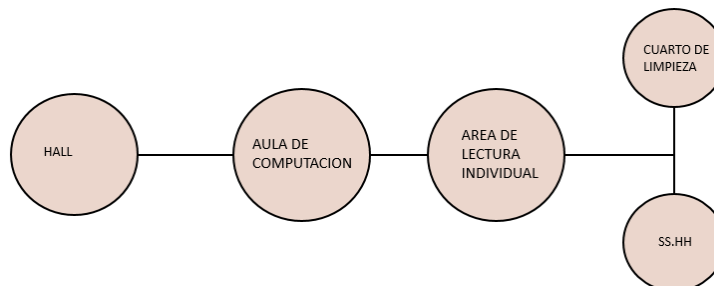 HALL
AULA DE
COMPUTACION
AREA DE
LECTURA
INDIVIDUAL
CUARTO DE
LIMPIEZA
SS.HH